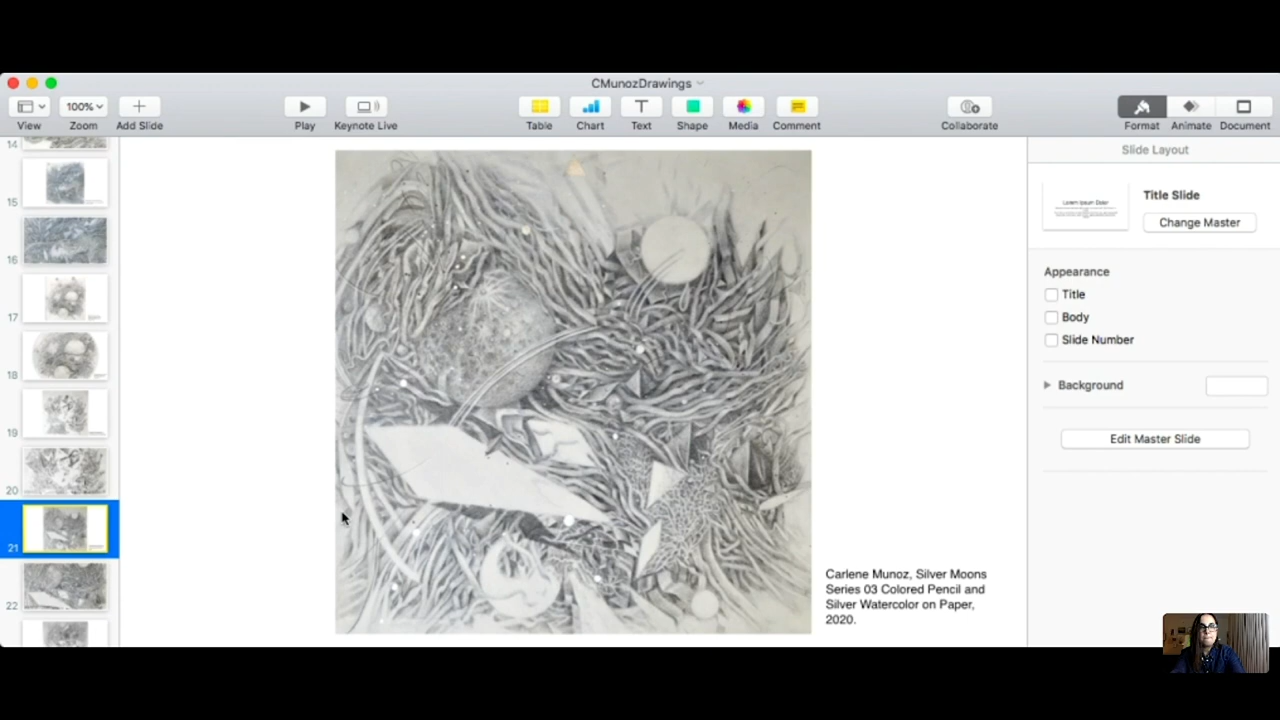 CMunozDrawings
100%
View
Zoom
Add Slide
Play
Keynote Live
Table
Chart
Text
Shape
Media
Comment
Collaborate
Format
Animate
Document
14
15
16
17
18
19
20
21
22
Carlene Munoz, Silver Moons
Series 03 Colored Pencil and
Silver Watercolor on Paper,
2020.
Slide Layout
Lorem Ipsum Dolor
Title Slide
Change Master
Appearance
Title
Body
Slide Number
Background
Edit Master Slide